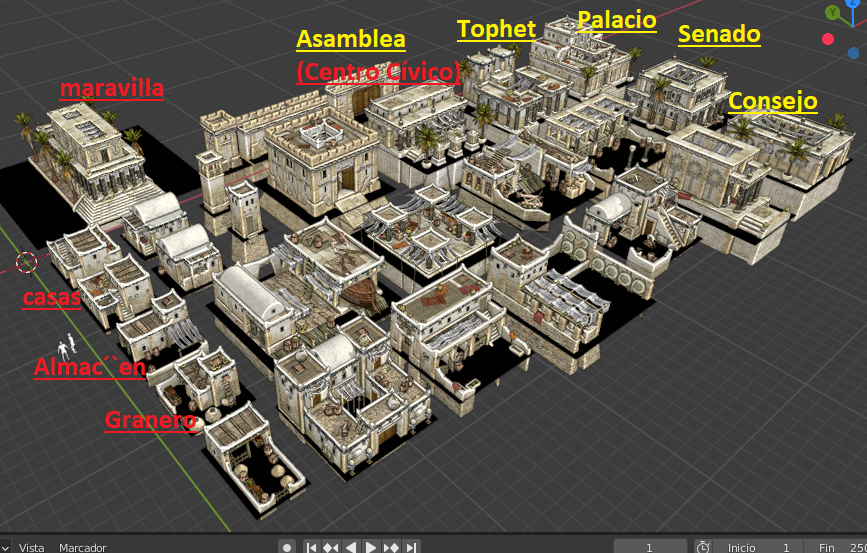 Palacio
Tophet
Senado
Asamblea
(Centro Cívico)
maravilla
Consejo
casas
Almac´´en
Granero
Y
Z
Vista Marcador 1 Inicio 1 Fin 250